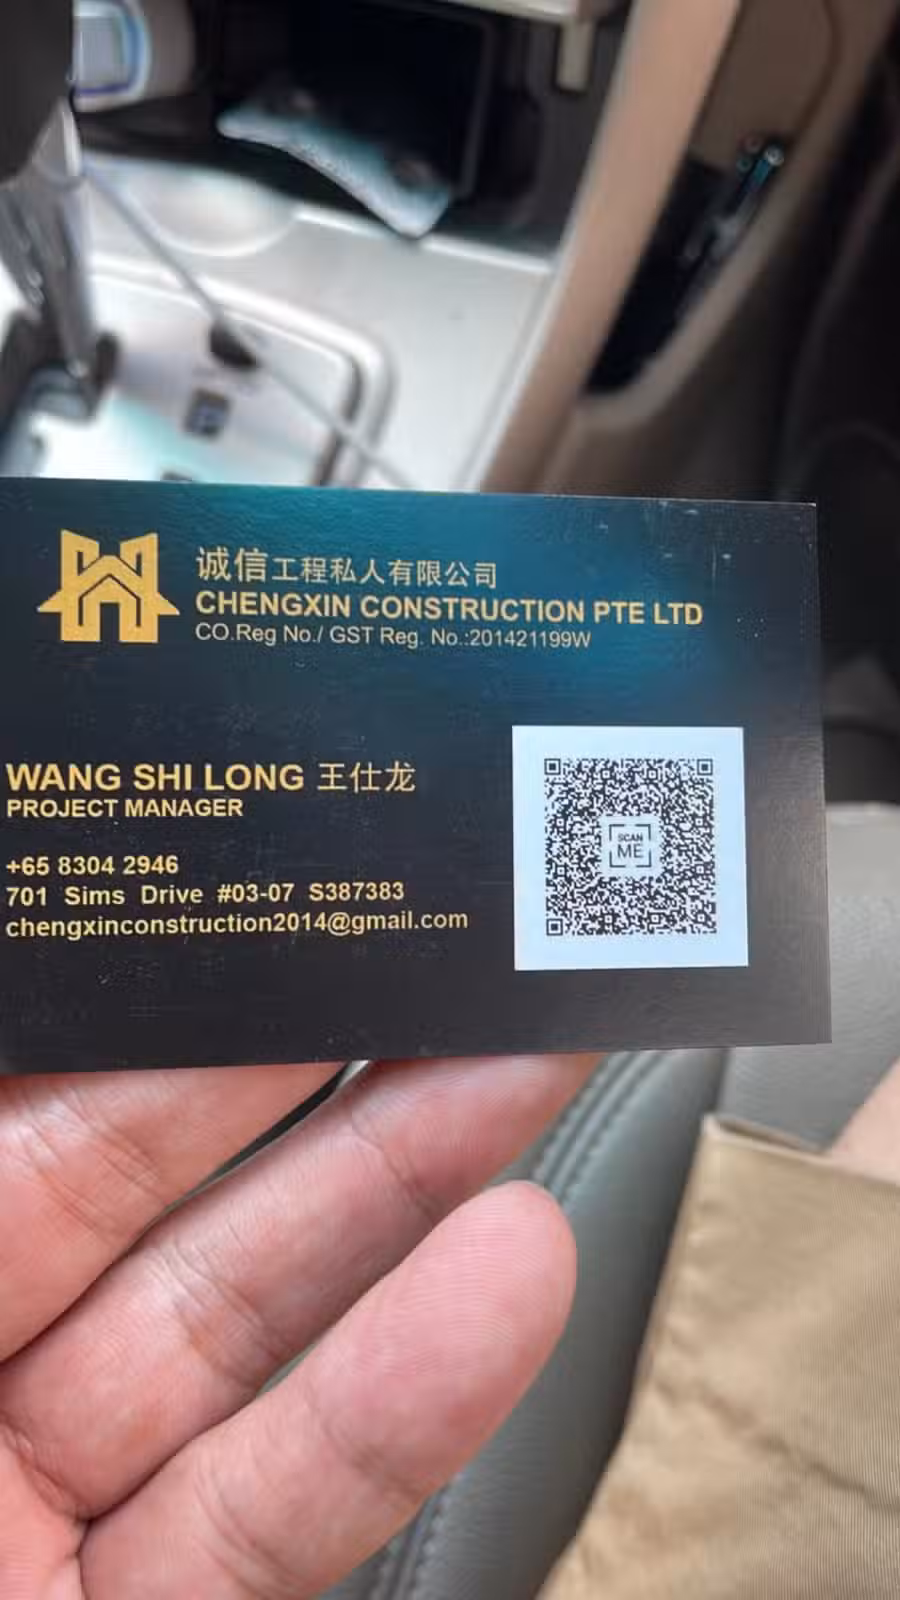 诚信工程私人有限公司
CHENGXIN CONSTRUCTION PTE LTD
CO.Reg No./ GST Reg. No.:201421199W
WANG SHI LONG 王仕龙
PROJECT MANAGER
+65 8304 2946
701 Sims Drive #03-07 S387383
chengxinconstruction2014@gmail.com
SCAN
ME